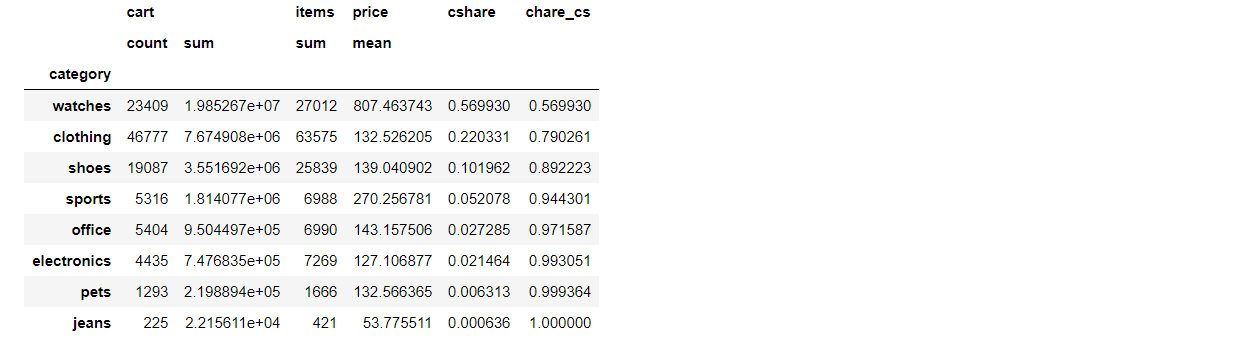 cart items price cshare chare_cs
count sum sum mean
category
watches 23409 1.985267e+07 27012 807.463743 0.569930 0.569930
clothing 46777 7.674908e+06 63575 132.526205 0.220331 0.790261
shoes 19087 3.551692e+06 25839 139.040902 0.101962 0.892223
sports 5316 1.814077e+06 6988 270.256781 0.052078 0.944301
office 5404 9.504497e+05 6990 143.157506 0.027285 0.971587
electronics 4435 7.476835e+05 7269 127.106877 0.021464 0.993051
pets 1293 2.198894e+05 1666 132.566365 0.006313 0.999364
jeans 225 2.215611e+04 421 53.775511 0.000636 1.000000